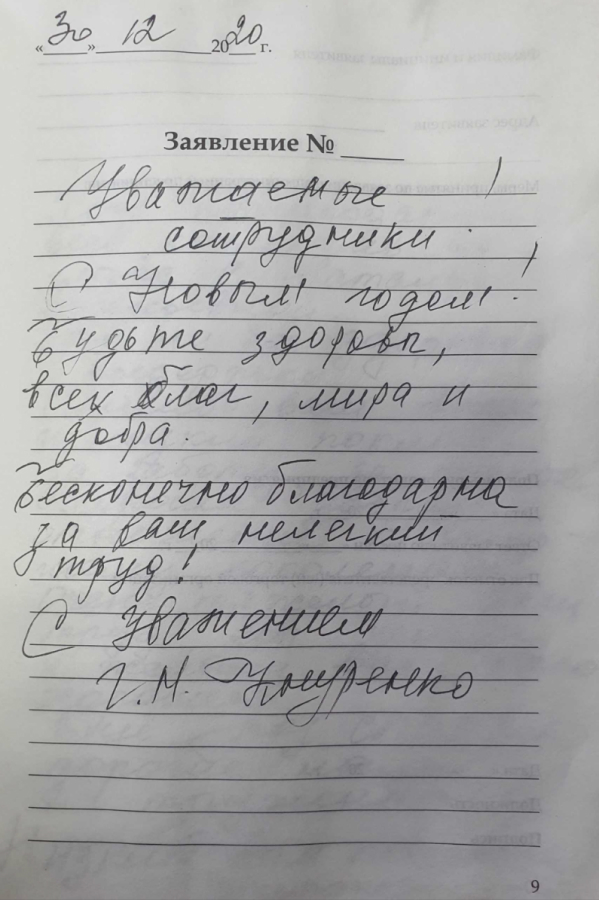 «30» 12 2020 г.
Заявление № ____
Уважаемые
сотрудники!
С Новым годом!
Будьте здоровы,
всех благ, мира и
добра.
Бесконечно благодарна
за ваш нелегкий
труд!
С уважением
Г.Н.
9